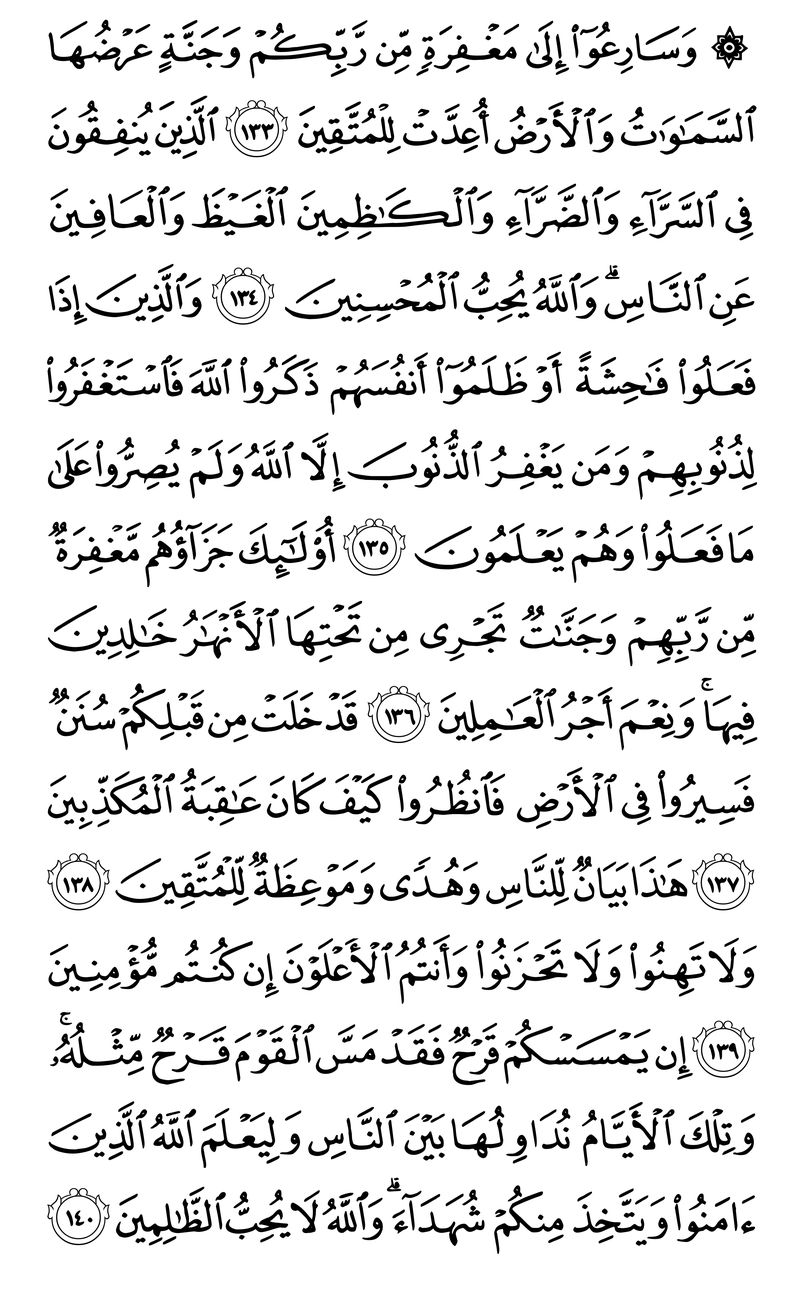 ۞ وَسَارِعُوٓا۟ إِلَىٰ مَغْفِرَةٍ مِّن رَّبِّكُمْ وَجَنَّةٍ عَرْضُهَا
ٱلسَّمَـٰوَٰتُ وَٱلْأَرْضُ أُعِدَّتْ لِلْمُتَّقِينَ ١٣٣ ٱلَّذِينَ يُنفِقُونَ
فِى ٱلسَّرَّآءِ وَٱلضَّرَّآءِ وَٱلْكَـٰظِمِينَ ٱلْغَيْظَ وَٱلْعَافِينَ
عَنِ ٱلنَّاسِ ۗ وَٱللَّهُ يُحِبُّ ٱلْمُحْسِنِينَ ١٣٤ وَٱلَّذِينَ إِذَا
فَعَلُوا۟ فَـٰحِشَةً أَوْ ظَلَمُوٓا۟ أَنفُسَهُمْ ذَكَرُوا۟ ٱللَّهَ فَٱسْتَغْفَرُوا۟
لِذُنُوبِهِمْ وَمَن يَغْفِرُ ٱلذُّنُوبَ إِلَّا ٱللَّهُ وَلَمْ يُصِرُّوا۟ عَلَىٰ
مَا فَعَلُوا۟ وَهُمْ يَعْلَمُونَ ١٣٥ أُو۟لَـٰٓئِكَ جَزَآؤُهُم مَّغْفِرَةٌ
مِّن رَّبِّهِمْ وَجَنَّـٰتٌ تَجْرِى مِن تَحْتِهَا ٱلْأَنْهَـٰرُ خَـٰلِدِينَ
فِيهَا ۚ وَنِعْمَ أَجْرُ ٱلْعَـٰمِلِينَ ١٣٦ قَدْ خَلَتْ مِن قَبْلِكُمْ سُنَنٌ
فَسِيرُوا۟ فِى ٱلْأَرْضِ فَٱنظُرُوا۟ كَيْفَ كَانَ عَـٰقِبَةُ ٱلْمُكَذِّبِينَ
١٣٧ هَـٰذَا بَيَانٌ لِّلنَّاسِ وَهُدًى وَمَوْعِظَةٌ لِّلْمُتَّقِينَ ١٣٨
وَلَا تَهِنُوا۟ وَلَا تَحْزَنُوا۟ وَأَنتُمُ ٱلْأَعْلَوْنَ إِن كُنتُم مُّؤْمِنِينَ
١٣٩ إِن يَمْسَسْكُمْ قَرْحٌ فَقَدْ مَسَّ ٱلْقَوْمَ قَرْحٌ مِّثْلُهُۥ ۚ
وَتِلْكَ ٱلْأَيَّامُ نُدَاوِلُهَا بَيْنَ ٱلنَّاسِ وَلِيَعْلَمَ ٱللَّهُ ٱلَّذِينَ
ءَامَنُوا۟ وَيَتَّخِذَ مِنكُمْ شُهَدَآءَ ۗ وَٱللَّهُ لَا يُحِبُّ ٱلظَّـٰلِمِينَ ١٤٠